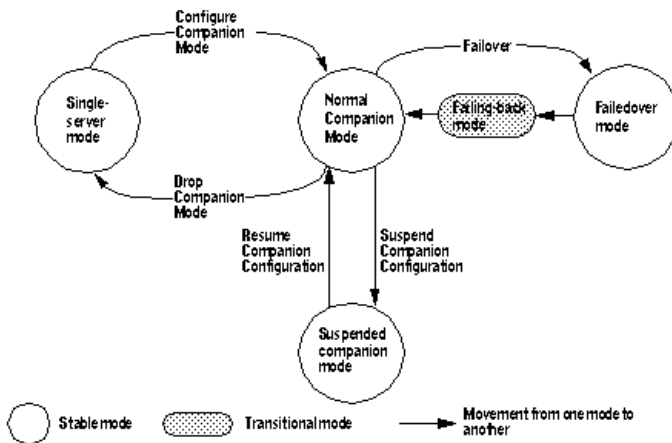 Configure
Companion
Mode
Failover
Single-
server
mode
Normal
Companion
Mode
Failing-back
mode
Failedover
mode
Drop
Companion
Mode
Resume
Companion
Configuration
Suspend
Companion
Configuration
Suspended
companion
mode
Stable mode
Transitional mode
Movement from one mode to
another